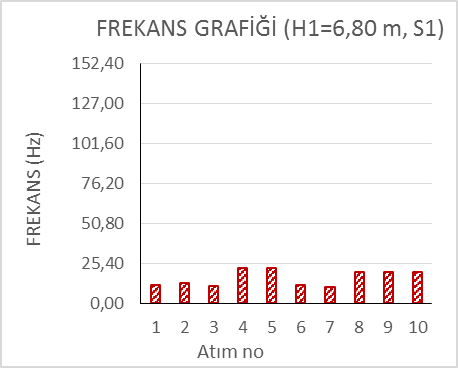 FREKANS GRAFİĞİ (H1=6,80 m, S1)
FREKANS (Hz)
152,40
127,00
101,60
76,20
50,80
25,40
0,00
1 2 3 4 5 6 7 8 9 10
Atım no